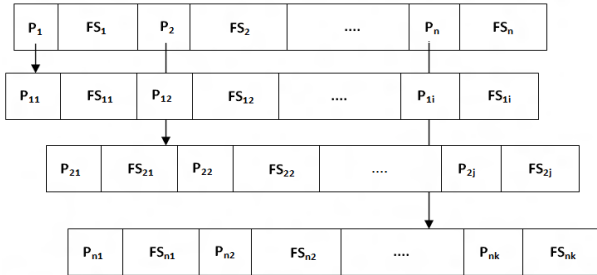 P₁ FS₁ P₂ FS₂ .... Pₙ FSₙ
P₁₁ FS₁₁ P₁₂ FS₁₂ .... P₁ᵢ FS₁ᵢ
P₂₁ FS₂₁ P₂₂ FS₂₂ .... P₂ⱼ FS₂ⱼ
Pₙ₁ FSₙ₁ Pₙ₂ FSₙ₂ .... Pₙₖ FSₙₖ